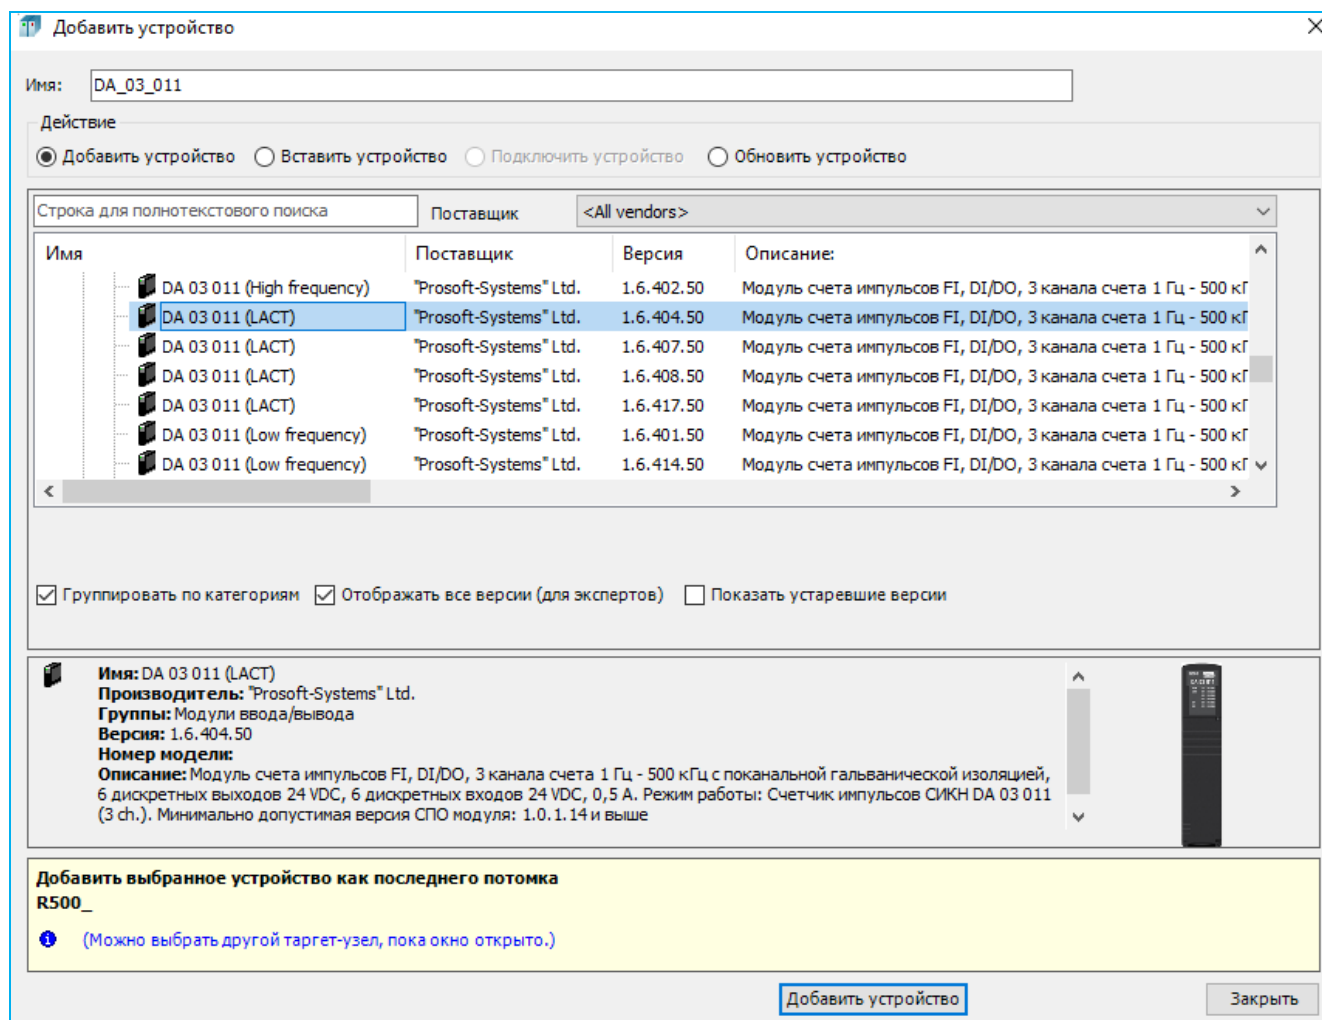 Добавить устройство
Имя: DA_03_011
Действие
Добавить устройство Вставить устройство Подключить устройство Обновить устройство
Строка для полнотекстового поиска Поставщик <All vendors>
Имя Поставщик Версия Описание:
DA 03 011 (High frequency) "Prosoft-Systems" Ltd. 1.6.402.50 Модуль счета импульсов FI, DI/DO, 3 канала счета 1 Гц - 500 кГ
DA 03 011 (LACT) "Prosoft-Systems" Ltd. 1.6.404.50 Модуль счета импульсов FI, DI/DO, 3 канала счета 1 Гц - 500 кГ
DA 03 011 (LACT) "Prosoft-Systems" Ltd. 1.6.407.50 Модуль счета импульсов FI, DI/DO, 3 канала счета 1 Гц - 500 кГ
DA 03 011 (LACT) "Prosoft-Systems" Ltd. 1.6.408.50 Модуль счета импульсов FI, DI/DO, 3 канала счета 1 Гц - 500 кГ
DA 03 011 (LACT) "Prosoft-Systems" Ltd. 1.6.417.50 Модуль счета импульсов FI, DI/DO, 3 канала счета 1 Гц - 500 кГ
DA 03 011 (Low frequency) "Prosoft-Systems" Ltd. 1.6.401.50 Модуль счета импульсов FI, DI/DO, 3 канала счета 1 Гц - 500 кГ
DA 03 011 (Low frequency) "Prosoft-Systems" Ltd. 1.6.414.50 Модуль счета импульсов FI, DI/DO, 3 канала счета 1 Гц - 500 кГ
Группировать по категориям Отображать все версии (для экспертов) Показать устаревшие версии
Имя: DA 03 011 (LACT)
Производитель: "Prosoft-Systems" Ltd.
Группы: Модули ввода/вывода
Версия: 1.6.404.50
Номер модели:
Описание: Модуль счета импульсов FI, DI/DO, 3 канала счета 1 Гц - 500 кГц с поканальной гальванической изоляцией,
6 дискретных выходов 24 VDC, 6 дискретных входов 24 VDC, 0,5 А. Режим работы: Счетчик импульсов СИКН DA 03 011
(3 ch.). Минимально допустимая версия СПО модуля: 1.0.1.14 и выше
Добавить выбранное устройство как последнего потомка
R500_
(Можно выбрать другой таргет-узел, пока окно открыто.)
Добавить устройство Закрыть